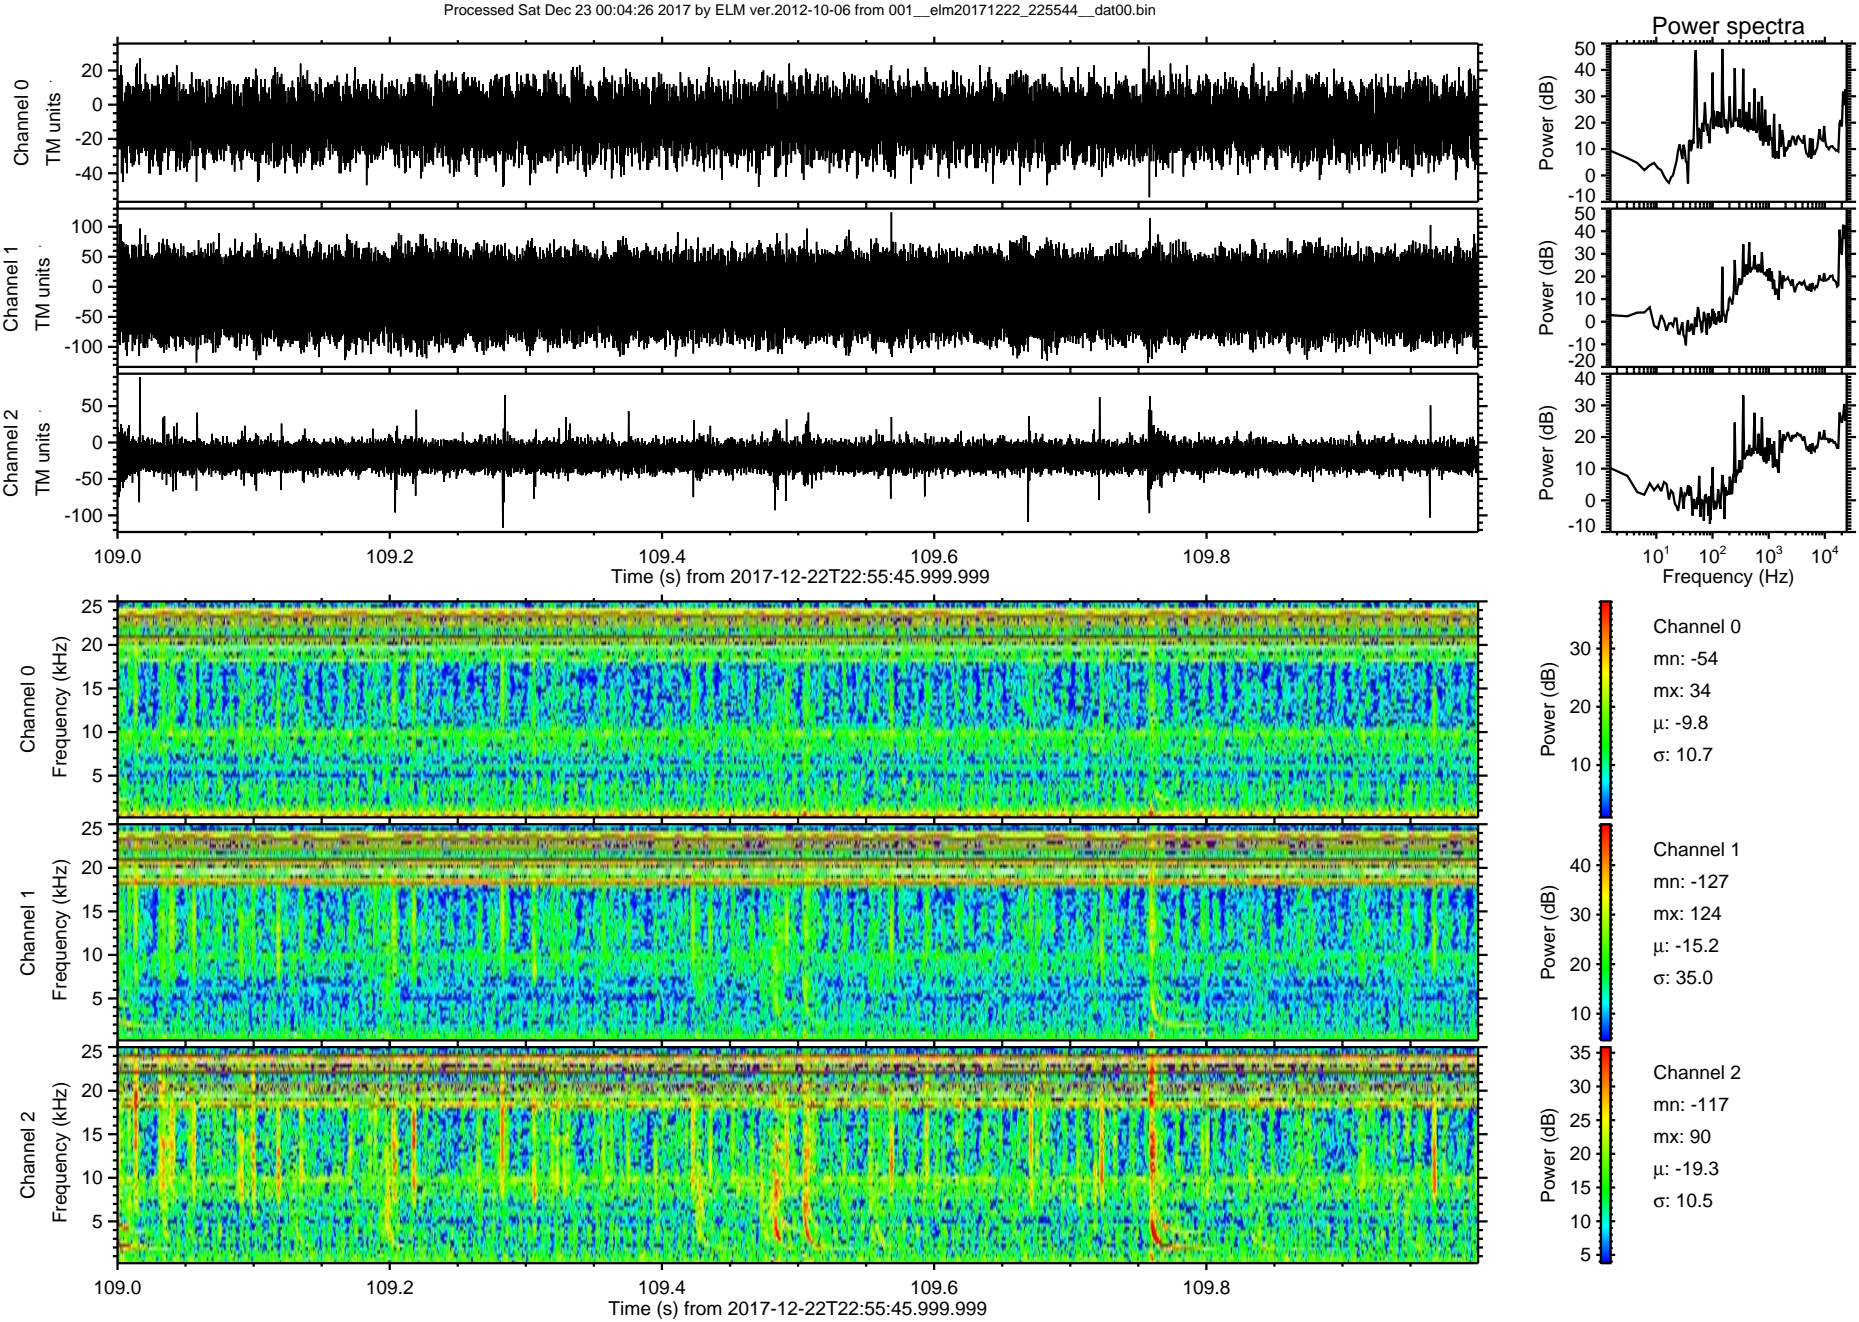 Processed Sat Dec 23 00:04:26 2017 by ELM ver.2012-10-06 from 001__elm20171222_225544__dat00.bin
Power spectra
Channel 0
TM units
20
0
-20
-40
Power (dB)
50
40
30
20
10
0
-10
Channel 1
TM units
100
50
0
-50
-100
Power (dB)
50
40
30
20
10
0
-10
-20
Channel 2
TM units
50
0
-50
-100
Power (dB)
40
30
20
10
0
-10
109.0 109.2 109.4 109.6 109.8
Time (s) from 2017-12-22T22:55:45.999.999
10^1 10^2 10^3 10^4
Frequency (Hz)
Channel 0
Frequency (kHz)
25
20
15
10
5
Power (dB)
30
20
10
Channel 0
mn: -54
mx: 34
μ: -9.8
σ: 10.7
Channel 1
Frequency (kHz)
25
20
15
10
5
Power (dB)
40
30
20
10
Channel 1
mn: -127
mx: 124
μ: -15.2
σ: 35.0
Channel 2
Frequency (kHz)
25
20
15
10
5
Power (dB)
35
30
25
20
15
10
5
Channel 2
mn: -117
mx: 90
μ: -19.3
σ: 10.5
109.0 109.2 109.4 109.6 109.8
Time (s) from 2017-12-22T22:55:45.999.999